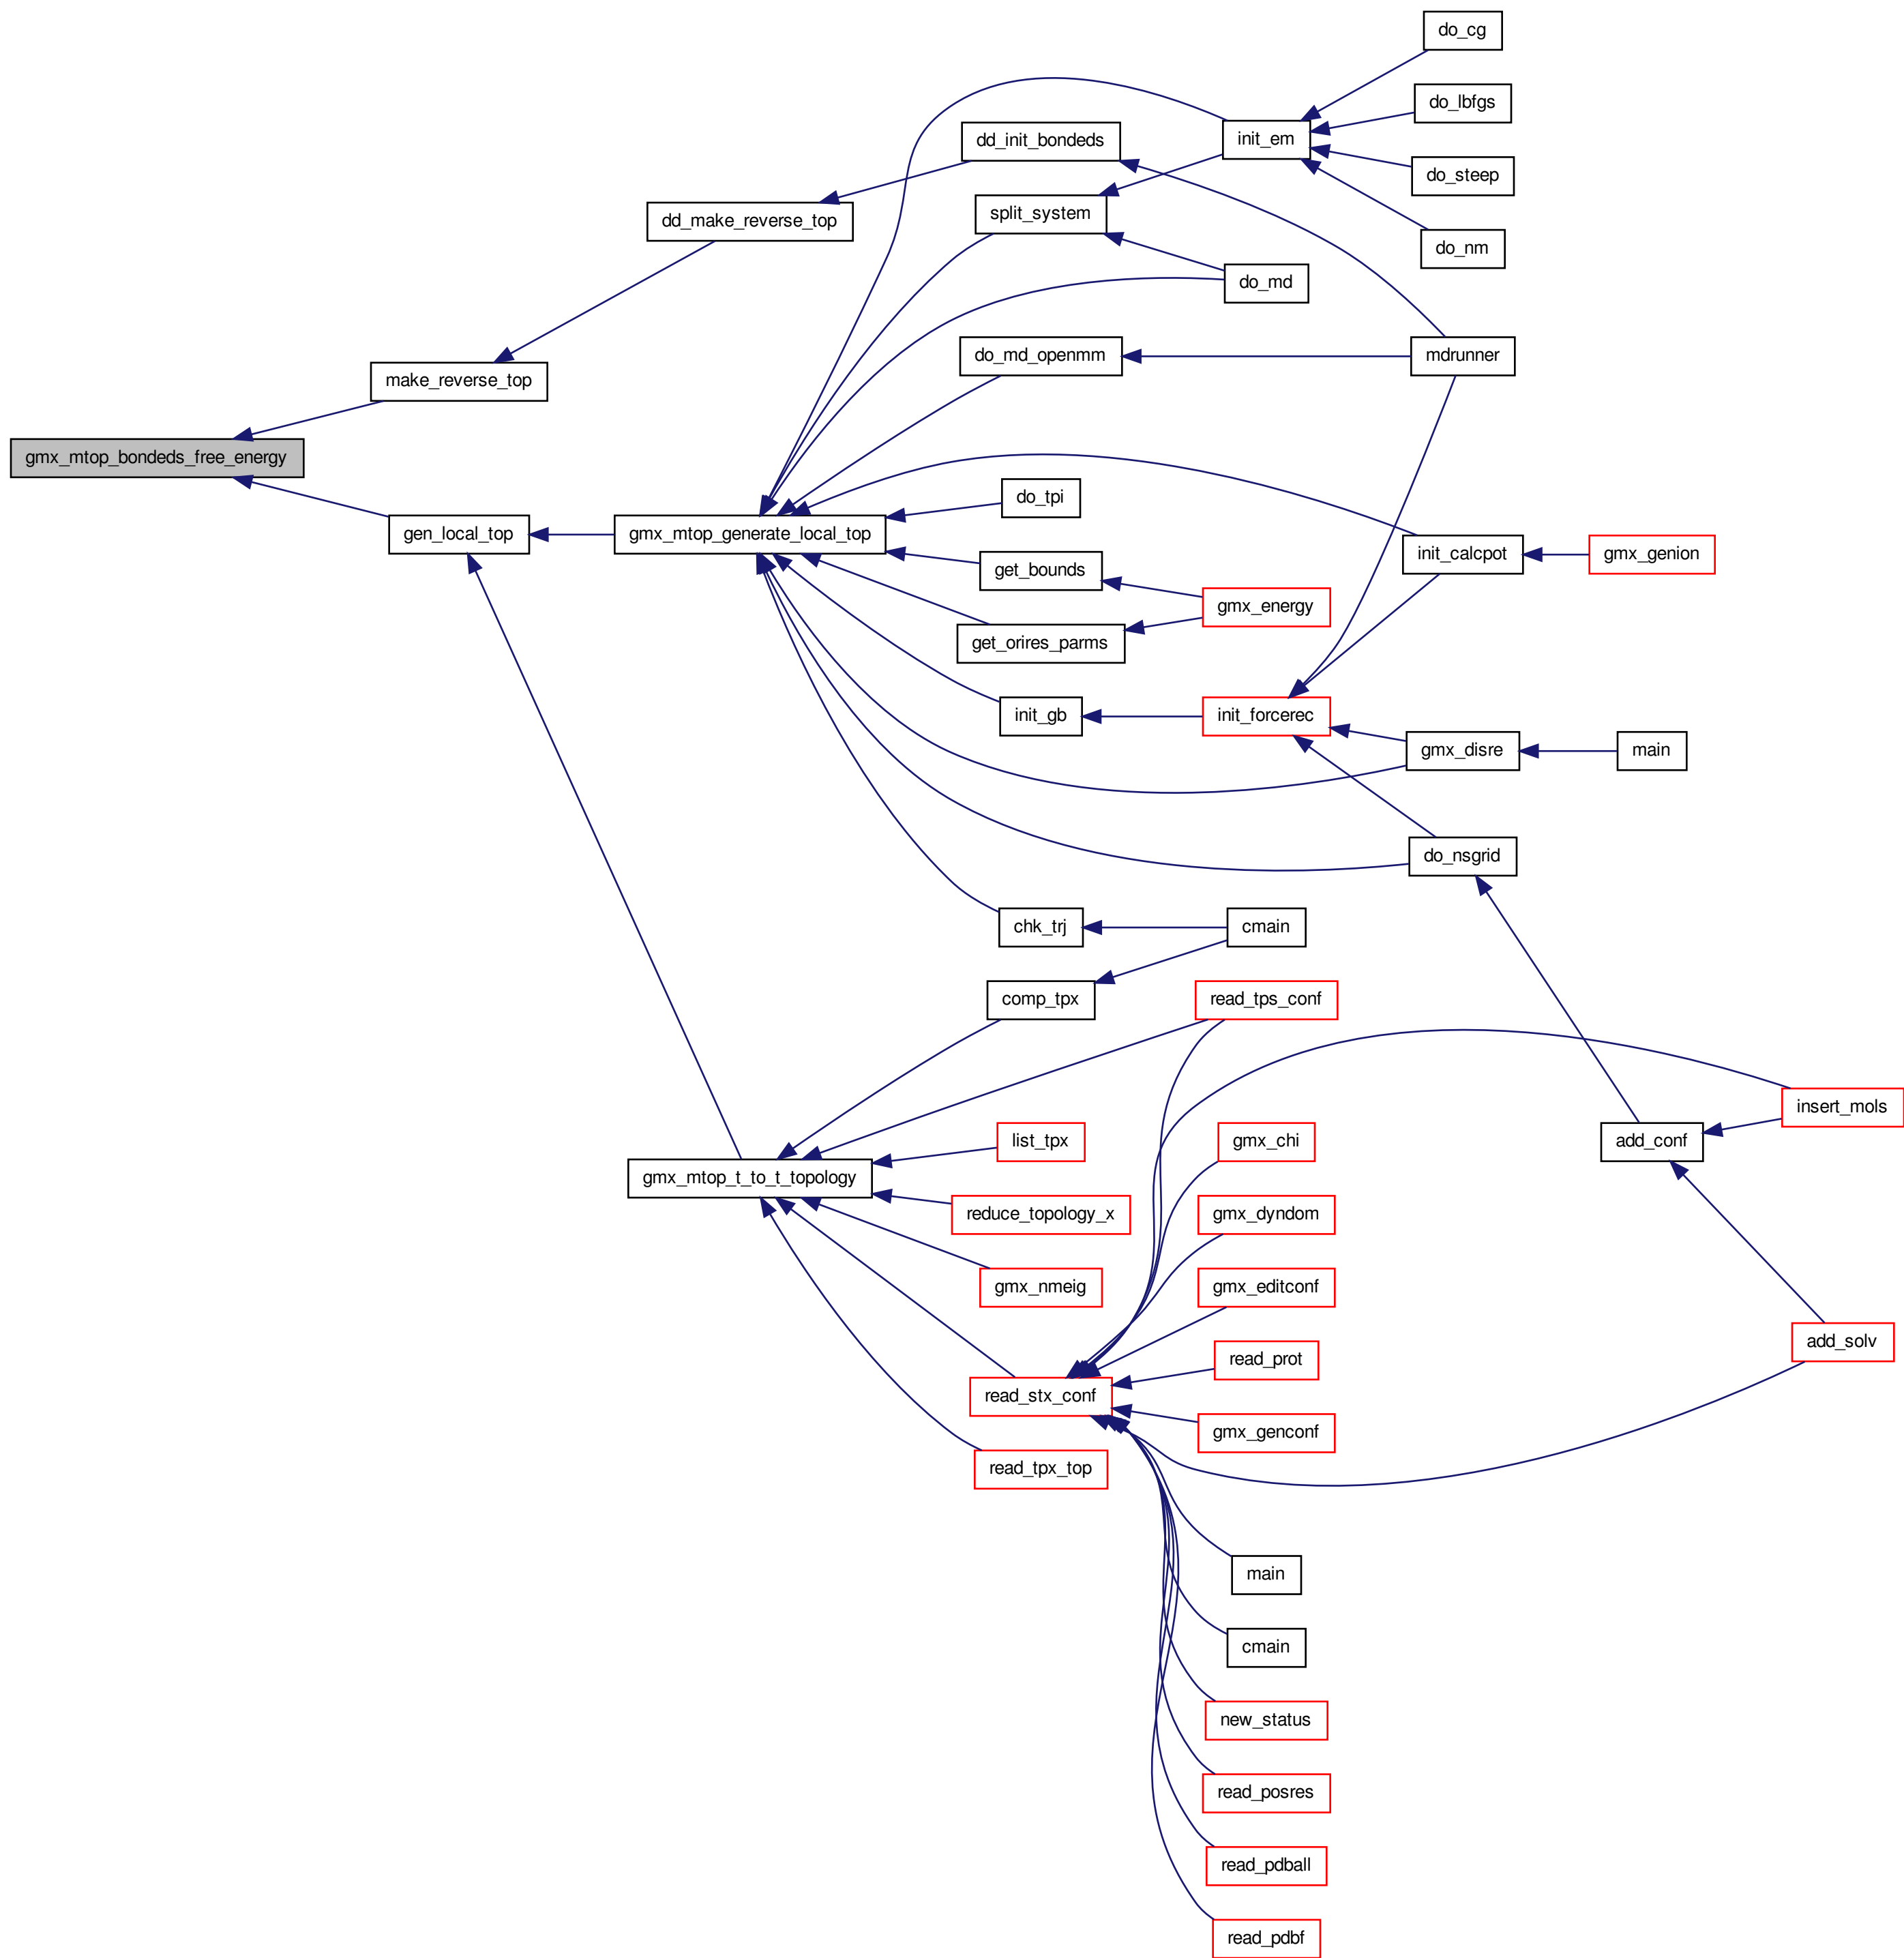 do_cg
do_lbfgs
dd_init_bondeds
init_em
do_steep
split_system
dd_make_reverse_top
do_nm
do_md
do_md_openmm
mdrunner
make_reverse_top
gmx_mtop_bondeds_free_energy
do_tpi
gen_local_top
gmx_mtop_generate_local_top
init_calcpot
gmx_genion
get_bounds
gmx_energy
get_orires_parms
init_gb
init_forcerec
gmx_disre
main
do_nsgrid
chk_trj
cmain
comp_tpx
read_tps_conf
insert_mols
list_tpx
gmx_chi
add_conf
gmx_mtop_t_to_t_topology
reduce_topology_x
gmx_dyndom
gmx_nmeig
gmx_editconf
add_solv
read_prot
read_stx_conf
gmx_genconf
read_tpx_top
main
cmain
new_status
read_posres
read_pdball
read_pdbf